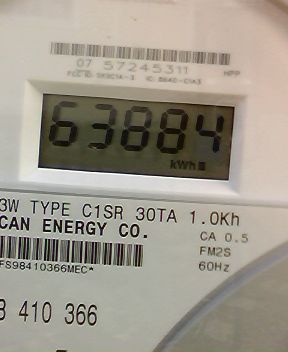 07 57245311
HPP
63884
kWh
3W TYPE C1SR 30TA 1.0Kh
CAN ENERGY CO.
CA 0.5
FM2S
60Hz
FS98410366MEC*
410 366